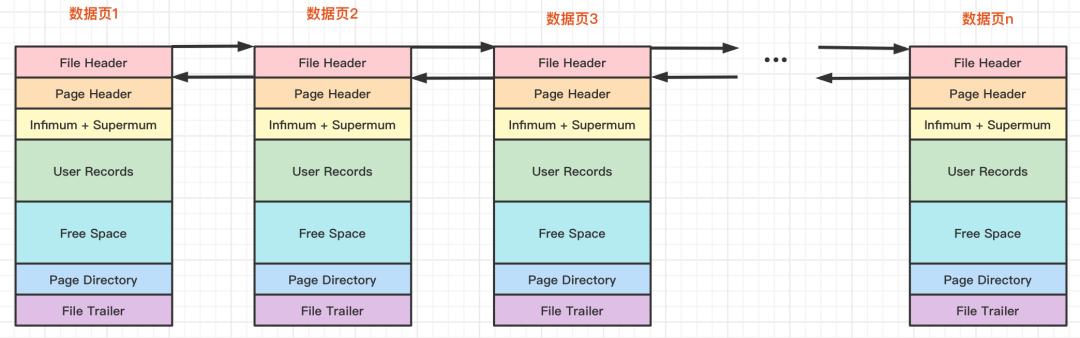 数据页1
数据页2
数据页3
数据页n
File Header
File Header
File Header
...
File Header
Page Header
Page Header
Page Header
Page Header
Infimum + Supermum
Infimum + Supermum
Infimum + Supermum
Infimum + Supermum
User Records
User Records
User Records
User Records
Free Space
Free Space
Free Space
Free Space
Page Directory
Page Directory
Page Directory
Page Directory
File Trailer
File Trailer
File Trailer
File Trailer